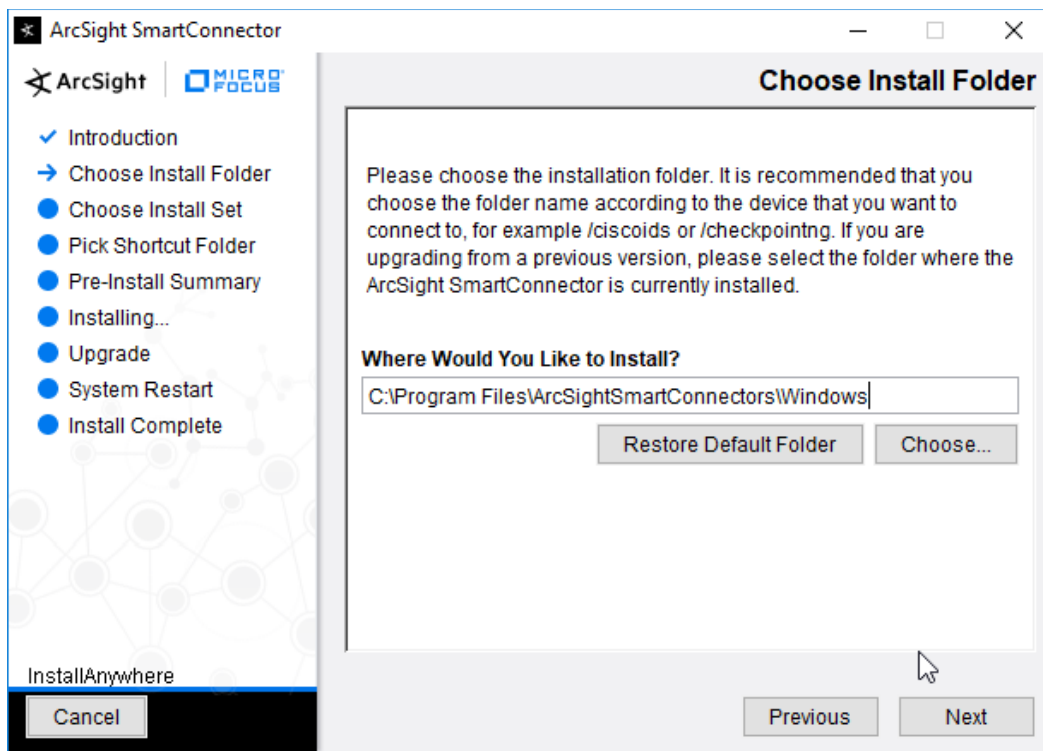 ArcSight SmartConnector
ArcSight
MICRO
FOCUS
Choose Install Folder
Introduction
Choose Install Folder
Choose Install Set
Pick Shortcut Folder
Pre-Install Summary
Installing...
Upgrade
System Restart
Install Complete
Please choose the installation folder. It is recommended that you
choose the folder name according to the device that you want to
connect to, for example /ciscoids or /checkpointng. If you are
upgrading from a previous version, please select the folder where the
ArcSight SmartConnector is currently installed.
Where Would You Like to Install?
C:\Program Files\ArcSightSmartConnectors\Windows
Restore Default Folder
Choose...
InstallAnywhere
Cancel
Previous
Next